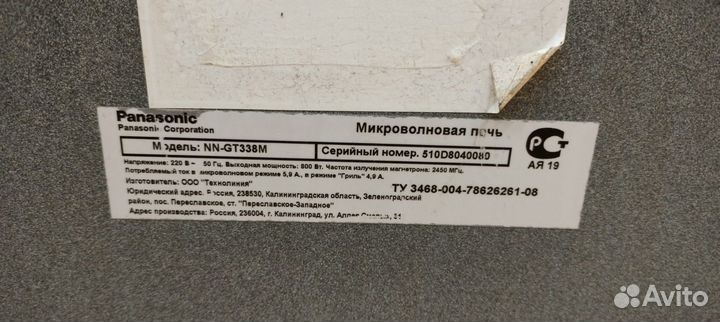 Panasonic
Panasoni Corporation
Микроволновая печь
Модель: NN-GT338M
Серийный номер. 510D8040080
Напряжение: 220 В ~ 50 Гц. Выходная мощность: 800 Вт. Частота излучения магнетрона: 2450 МГц.
Потребляемый ток в микроволновом режиме 5,9 А., в режиме "Гриль" 4,9 А.
Изготовитель: ООО "Технолиния"
ТУ 3468-004-78626261-08
Юридический адрес: Россия, 238530, Калининградская область, Зеленоградский
район, пос. Переславское, ст. "Переславское-Западное"
Адрес производства: Россия, 236004, г. Калининград, ул. Аллея Смелых, 31
РСТ
АЯ 19
Avito